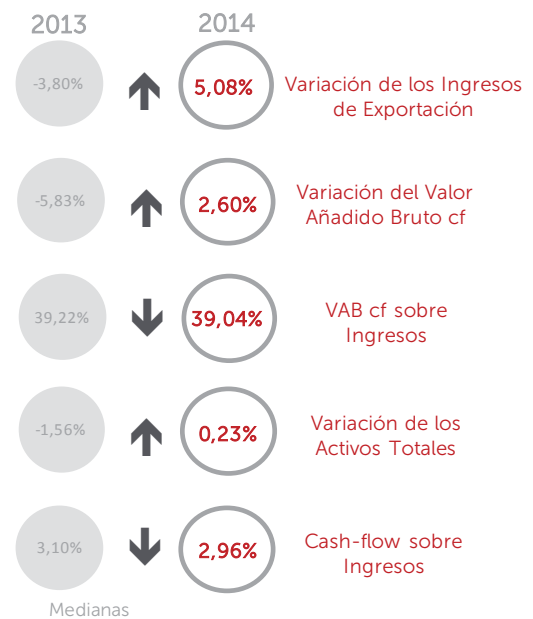 2013
2014
-3,80%
5,08%
Variación de los Ingresos
de Exportación
-5,83%
2,60%
Variación del Valor
Añadido Bruto cf
39,22%
39,04%
VAB cf sobre
Ingresos
-1,56%
0,23%
Variación de los
Activos Totales
3,10%
2,96%
Cash-flow sobre
Ingresos
Medianas